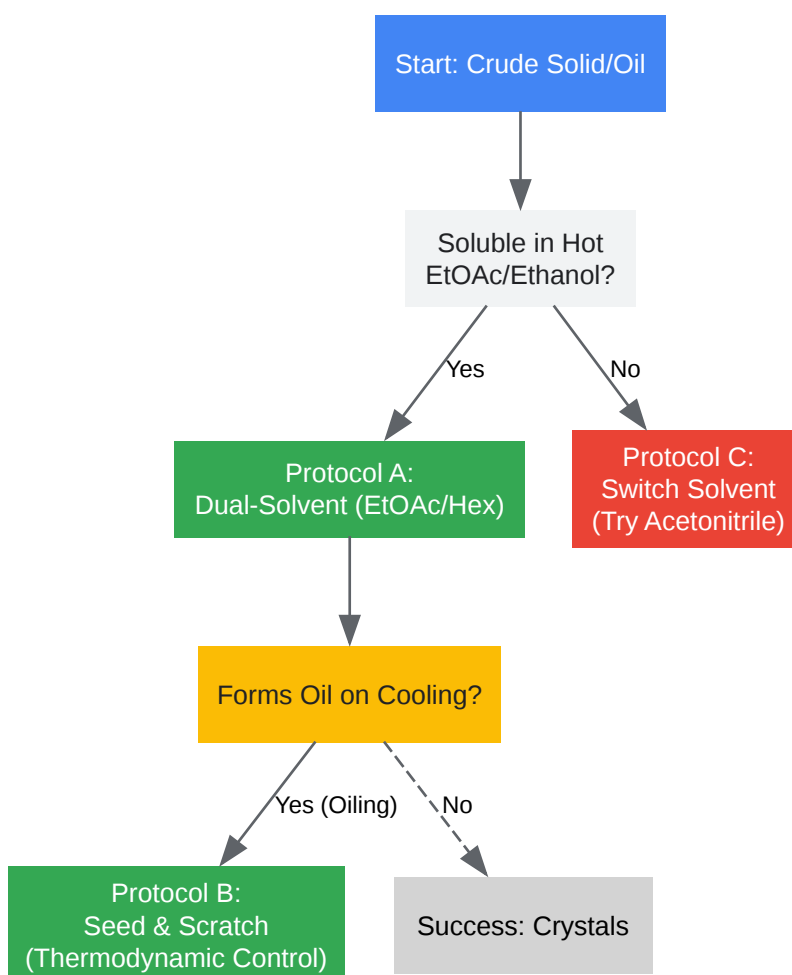 Start: Crude Solid/Oil
Soluble in Hot
EtOAc/Ethanol?
Yes
No
Protocol A:
Dual-Solvent (EtOAc/Hex)
Protocol C:
Switch Solvent
(Try Acetonitrile)
Forms Oil on Cooling?
Yes (Oiling)
No
Protocol B:
Seed & Scratch
(Thermodynamic Control)
Success: Crystals